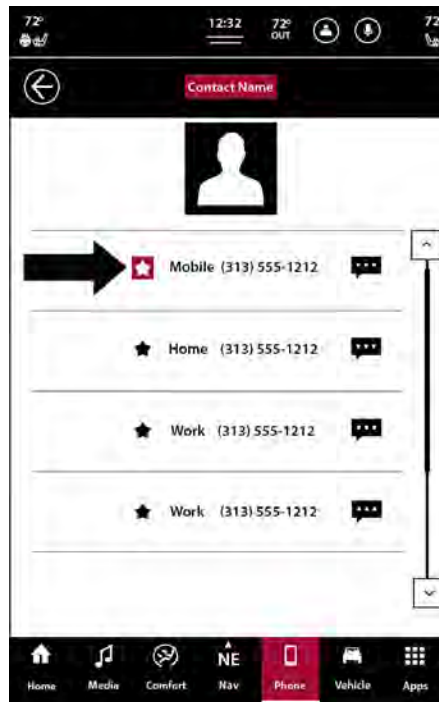 72° 12:32 72° OUT 72
Contact Name
Mobile (313) 555-1212
Home (313) 555-1212
Work (313) 555-1212
Work (313) 555-1212
NE
Home Media Comfort Nav Phone Vehicle Apps